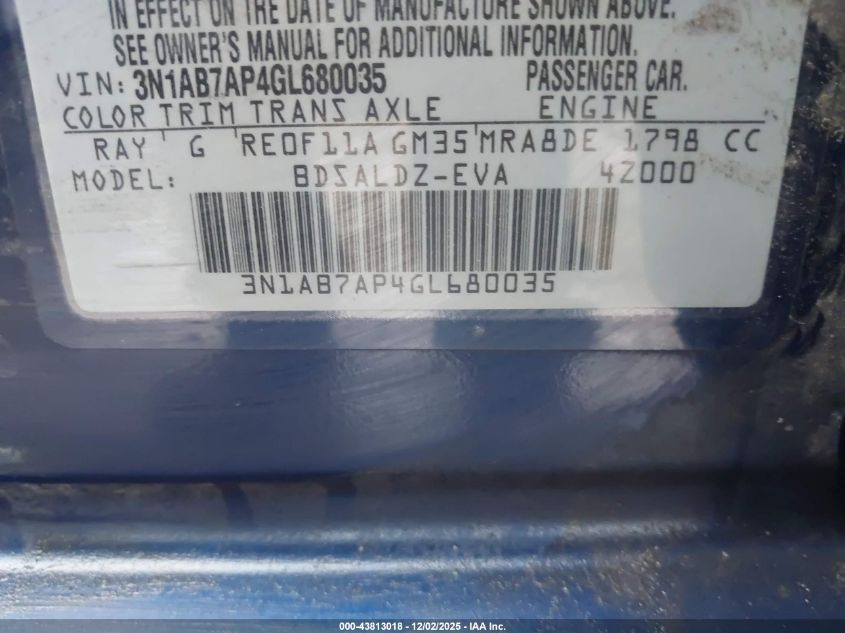 IN EFFECT ON THE DATE OF MANUFACTURE SHOWN ABOVE.
SEE OWNER'S MANUAL FOR ADDITIONAL INFORMATION.
VIN: 3N1AB7AP4GL680035 PASSENGER CAR.
COLOR TRIM TRANS AXLE ENGINE
RAY G RE0F11A GM35 MRA8DE 1798 CC
MODEL: BDSALDZ-EVA 42000
3N1AB7AP4GL680035
000-43813018 - 12/02/2025 - IAA Inc.